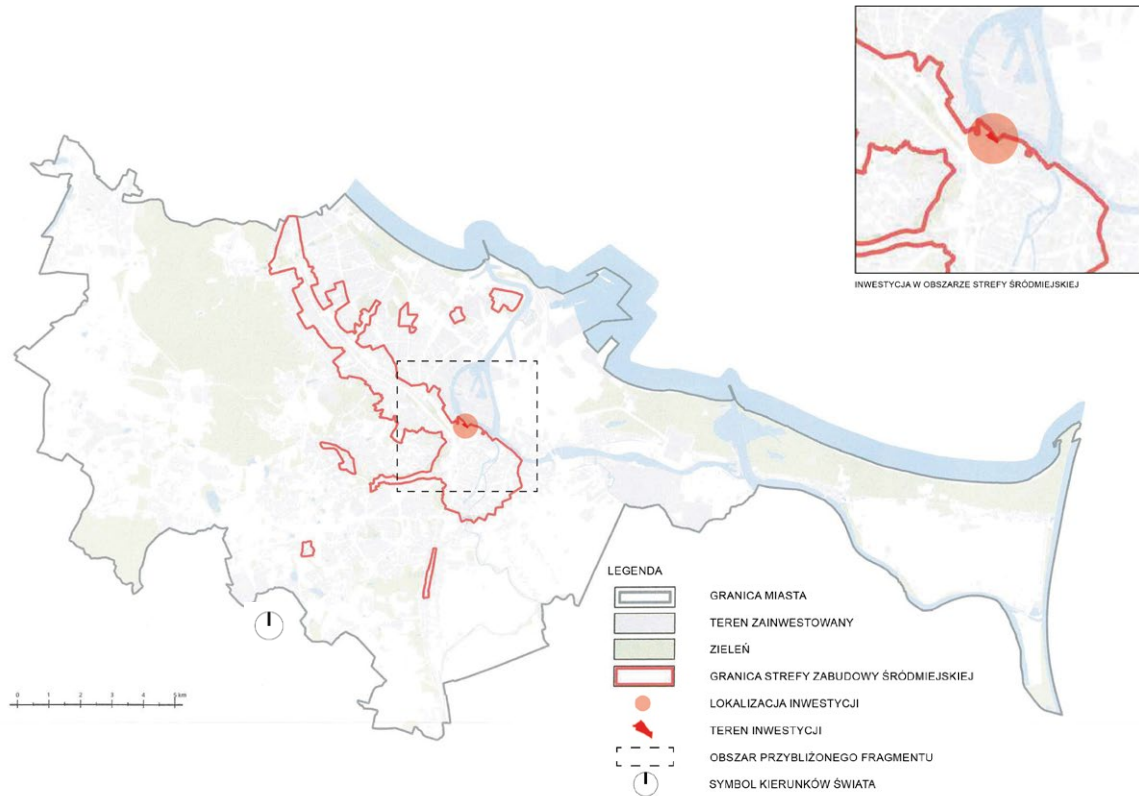 INWESTYCJA W OBSZARZE STREFY ŚRÓDMIEJSKIEJ
LEGENDA
GRANICA MIASTA
TEREN ZAINWESTOWANY
ZIELEŃ
GRANICA STREFY ZABUDOWY ŚRÓDMIEJSKIEJ
LOKALIZACJA INWESTYCJI
TEREN INWESTYCJI
OBSZAR PRZYBLIŻONEGO FRAGMENTU
SYMBOL KIERUNKÓW ŚWIATA
0 1 2 3 4 5 km